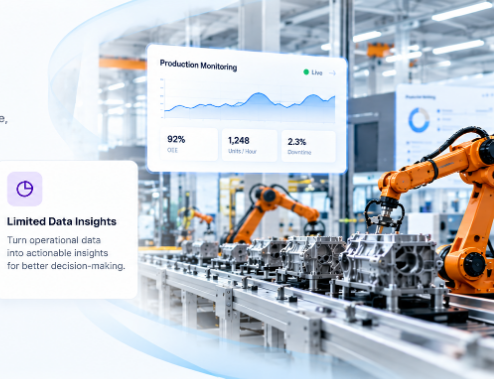 e,
Production Monitoring
Live
92%
1,248
2.3%
OEE
Units / Hour
Downtime
Limited Data Insights
Turn operational data
into actionable insights
for better decision-making.